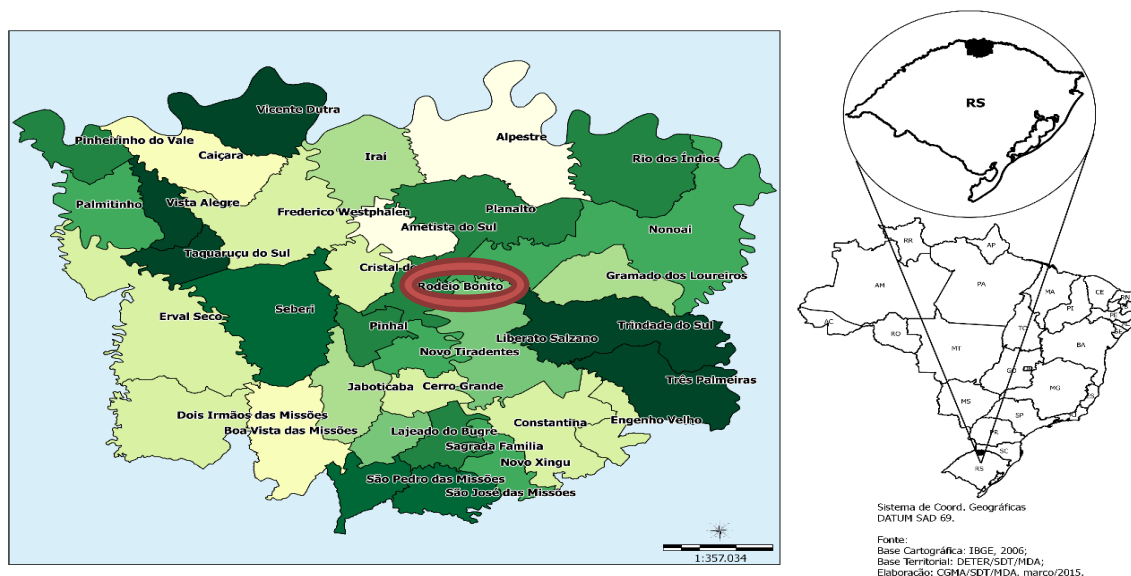 Vicente Dutra
Alpestre
Pinheirinho do Vale
Caiçara
Iraí
Rio dos Índios
Palmitinho
Vista Alegre
Frederico Westphalen
Planalto
Ametista do Sul
Nonoai
Taquaruçu do Sul
Cristal do
Gramado dos Loureiros
Rodeio Bonito
Seberi
Erval Seco
Pinhal
Trindade do Sul
Liberato Salzano
Novo Tiradentes
Três Palmeiras
Jaboticaba
Cerro-Grande
Dois Irmãos das Missões
Constantina
Engenho Velho
Boa Vista das Missões
Lajeado do Bugre
Sagrada Família
Novo Xingu
São Pedro das Missões
São José das Missões
1:357.034
RS
RR
AP
AM
PA
MA
CE
RN
PI
PE
AC
RO
TO
BA
MT
GO
MG
MS
SP
SC
RS
Sistema de Coord. Geográficas
DATUM SAD 69.
Fonte:
Base Cartográfica: IBGE, 2006;
Base Territorial: DETER/SDT/MDA;
Elaboração: CGMA/SDT/MDA, março/2015.